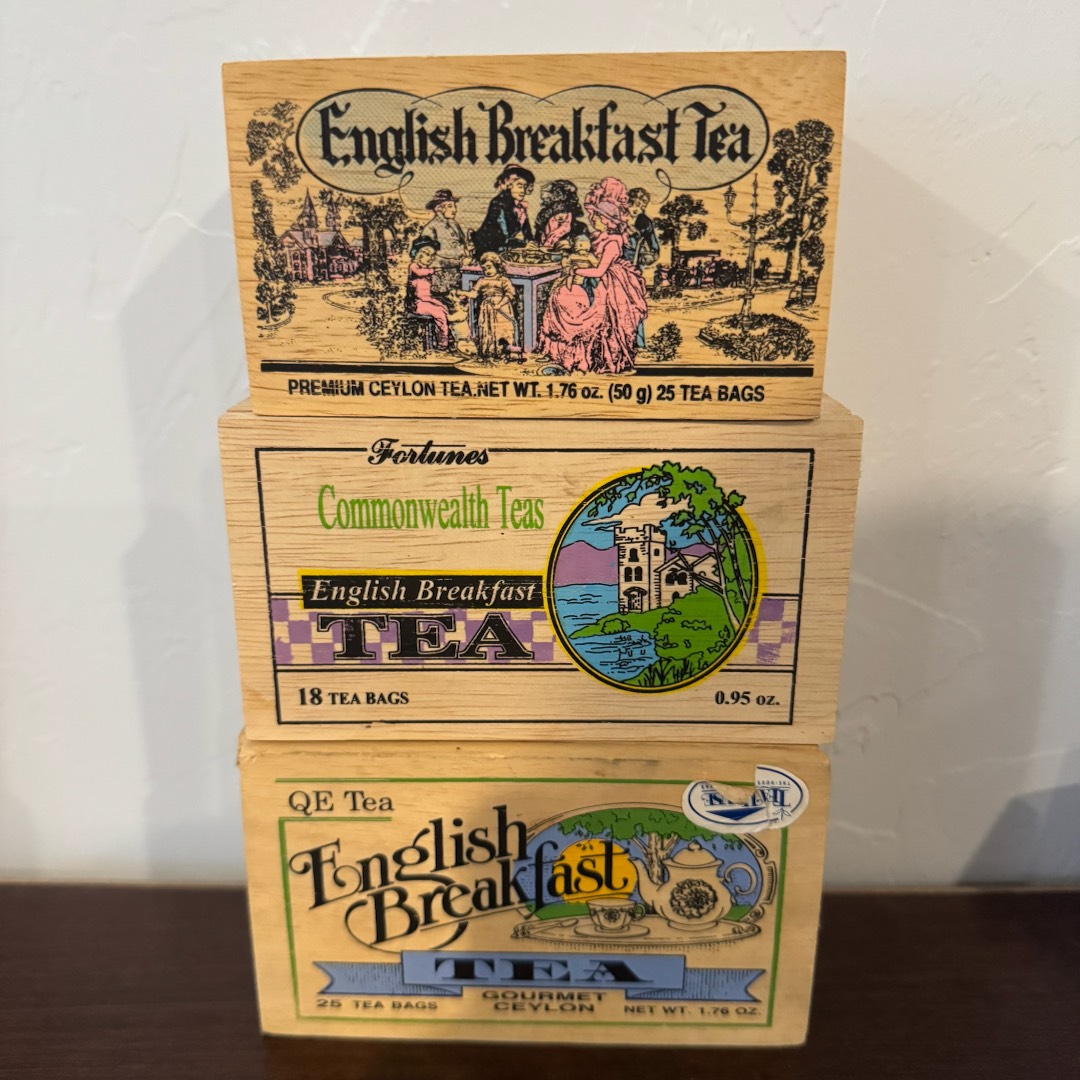 English Breakfast Tea
PREMIUM CEYLON TEA.NET WT. 1.76 oz. (50 g) 25 TEA BAGS
Fortunes
Commonwealth Teas
English Breakfast
TEA
18 TEA BAGS
0.95 oz.
QE Tea
English
Breakfast
TEA
GOURMET
CEYLON
25 TEA BAGS
NET WT. 1.76 OZ.